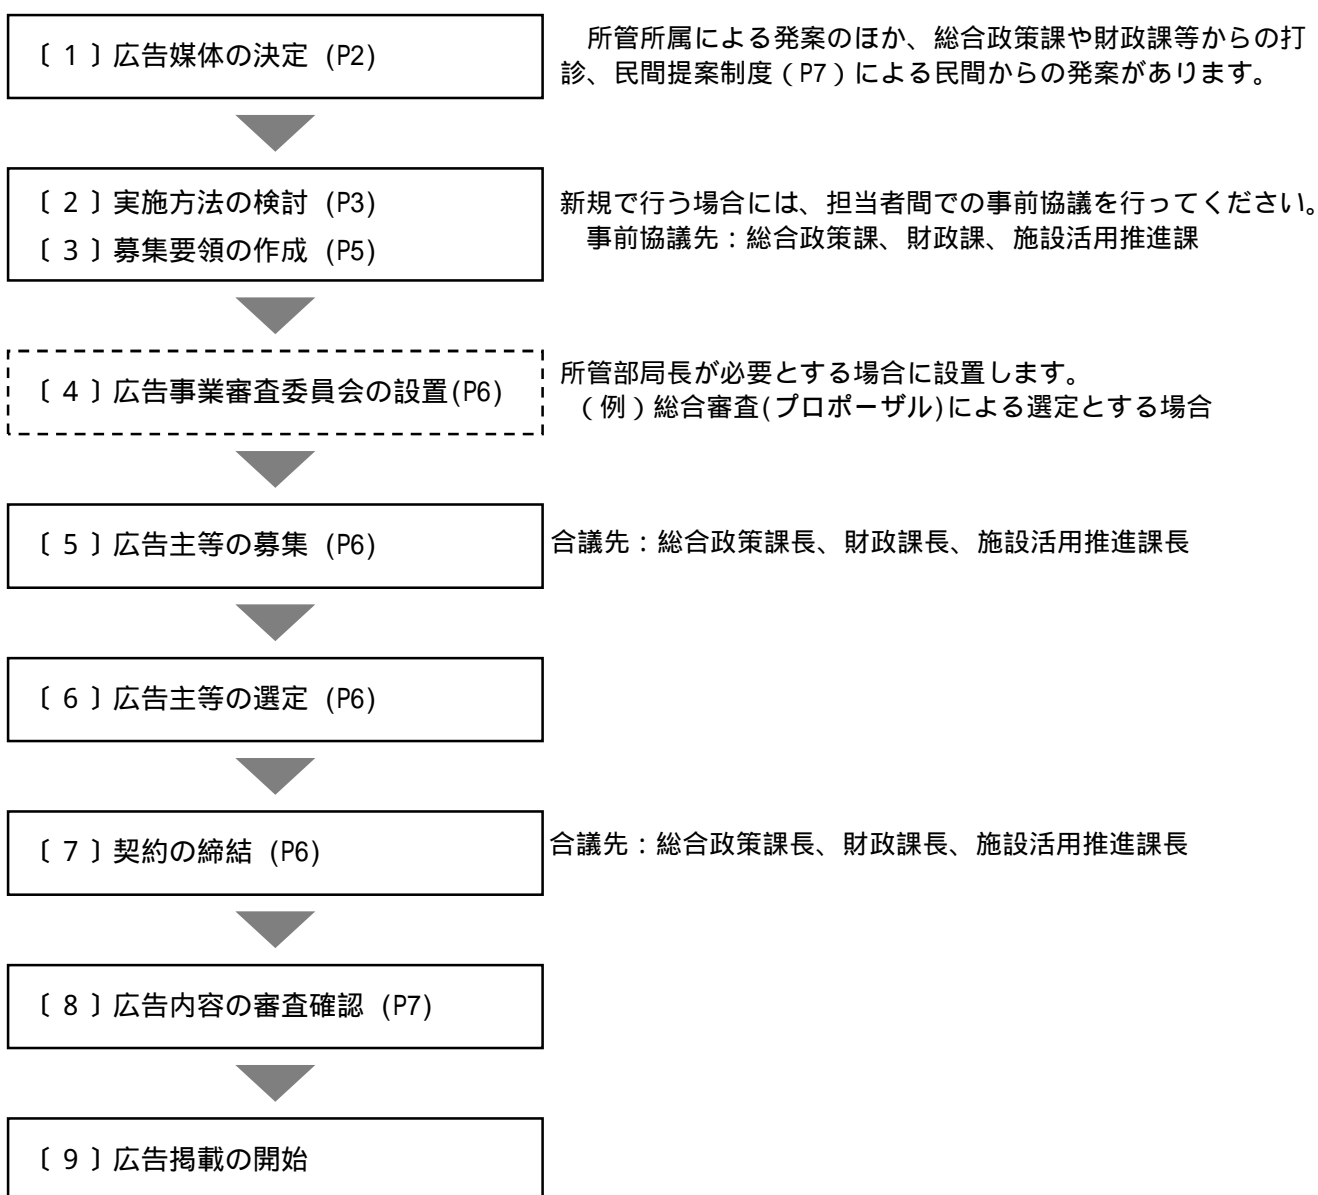 〔１〕広告媒体の決定 (P2)
所管所属による発案のほか、総合政策課や財政課等からの打
診、民間提案制度（P7）による民間からの発案があります。
〔２〕実施方法の検討 (P3)
〔３〕募集要領の作成 (P5)
新規で行う場合には、担当者間での事前協議を行ってください。
事前協議先：総合政策課、財政課、施設活用推進課
〔４〕広告事業審査委員会の設置(P6)
所管部局長が必要とする場合に設置します。
（例）総合審査(プロポーザル)による選定とする場合
〔５〕広告主等の募集 (P6)
合議先：総合政策課長、財政課長、施設活用推進課長
〔６〕広告主等の選定 (P6)
〔７〕契約の締結 (P6)
合議先：総合政策課長、財政課長、施設活用推進課長
〔８〕広告内容の審査確認 (P7)
〔９〕広告掲載の開始